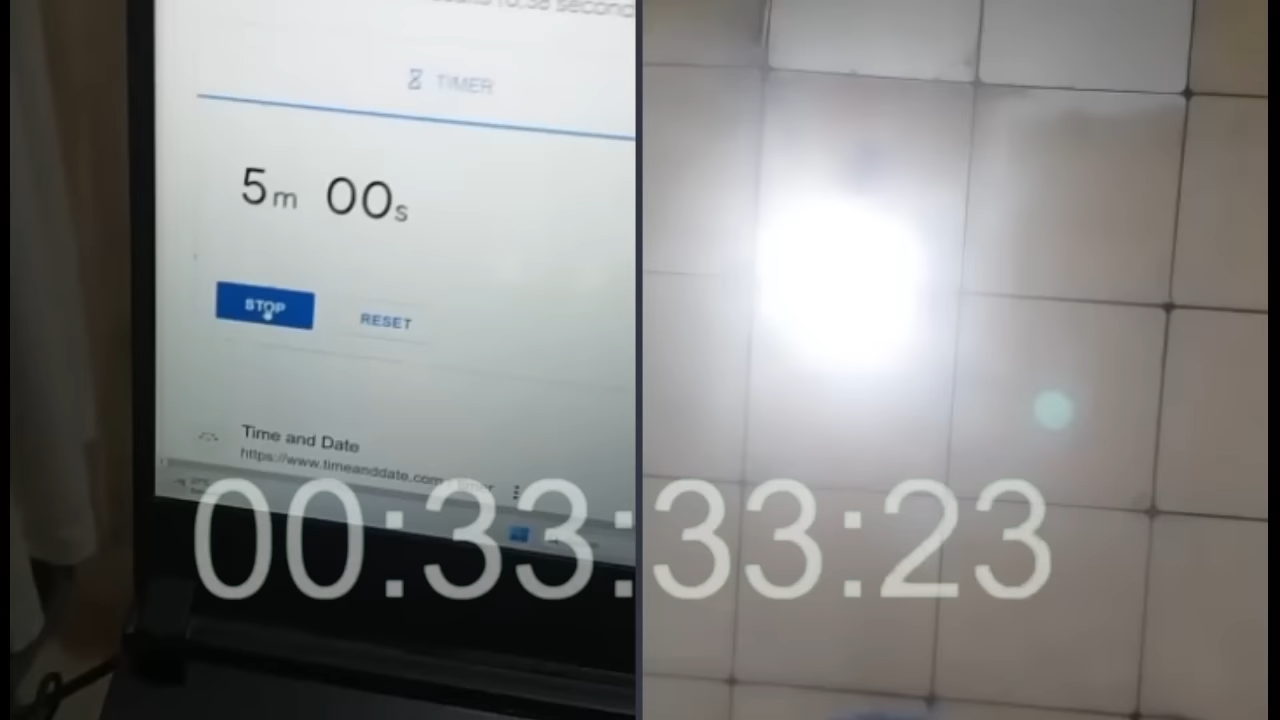 TIMER
5m 00s
STOP
RESET
Time and Date
https://www.timeanddate.com
00:33:33:23